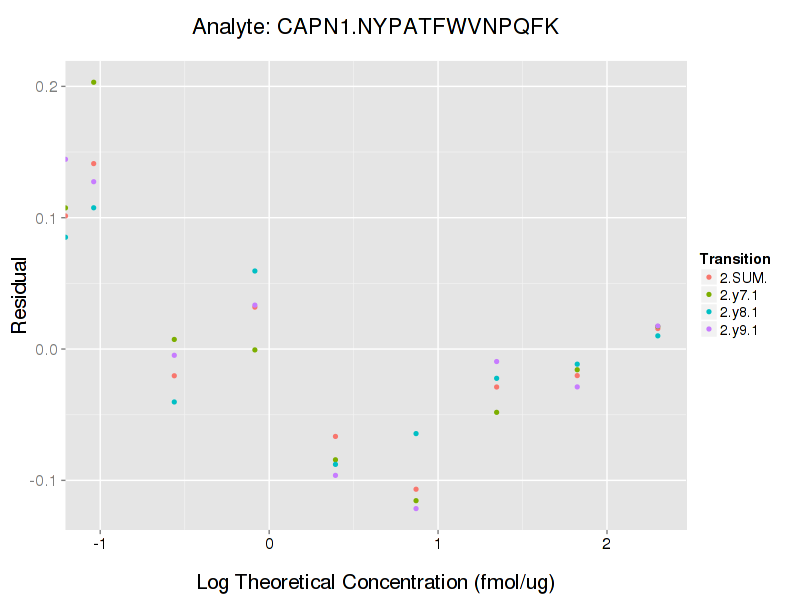 Analyte: CAPN1.NYPATFWVNPQFK
Residual
0.2
0.1
0.0
-0.1
-1
0
1
2
Log Theoretical Concentration (fmol/ug)
Transition
2.SUM.
2.y7.1
2.y8.1
2.y9.1